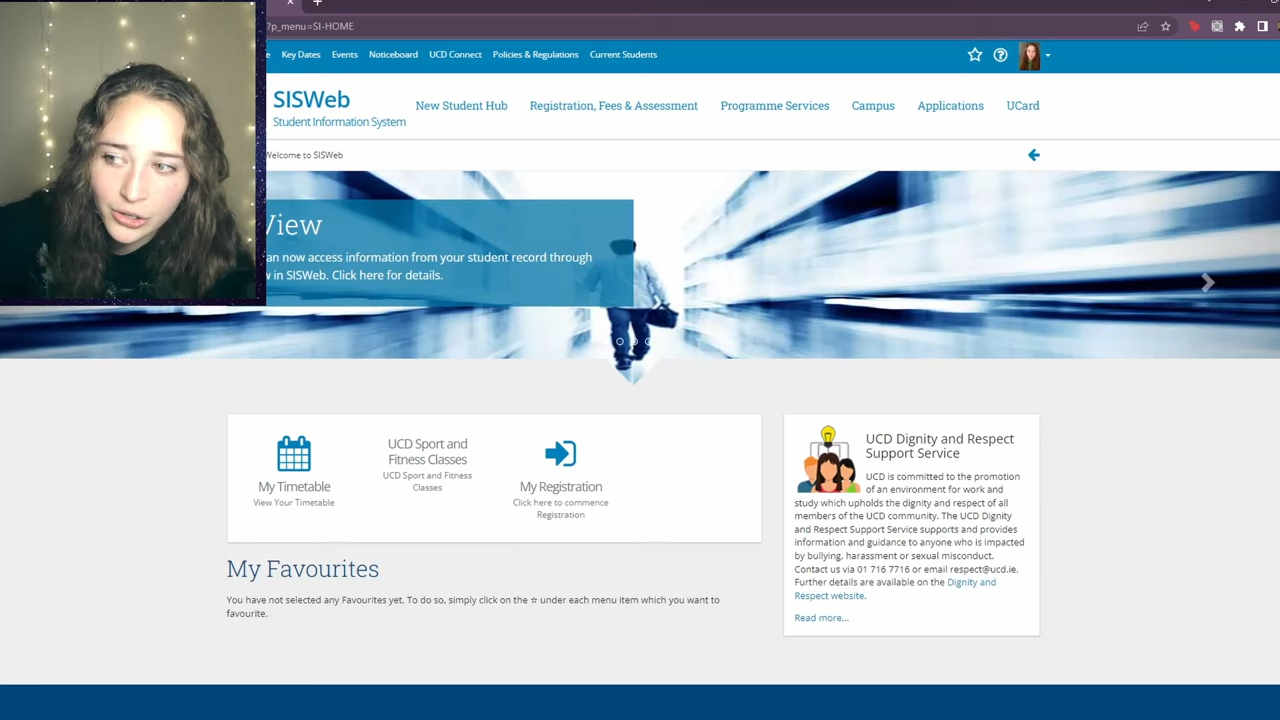 ?p_menu=SI-HOME
Key Dates Events Noticeboard UCD Connect Policies & Regulations Current Students
SISWeb
Student Information System
New Student Hub Registration, Fees & Assessment Programme Services Campus Applications UCard
Welcome to SISWeb
View
now access information from your student record through
in SISWeb. Click here for details.
My Timetable
View Your Timetable
UCD Sport and
Fitness Classes
UCD Sport and Fitness
Classes
My Registration
Click here to commence
Registration
My Favourites
You have not selected any Favourites yet. To do so, simply click on the ☆ under each menu item which you want to
favourite.
UCD Dignity and Respect
Support Service
UCD is committed to the promotion
of an environment for work and
study which upholds the dignity and respect of all
members of the UCD community. The UCD Dignity
and Respect Support Service supports and provides
information and guidance to anyone who is impacted
by bullying, harassment or sexual misconduct.
Contact us via 01 716 7716 or email respect@ucd.ie.
Further details are available on the Dignity and
Respect website.
Read more...